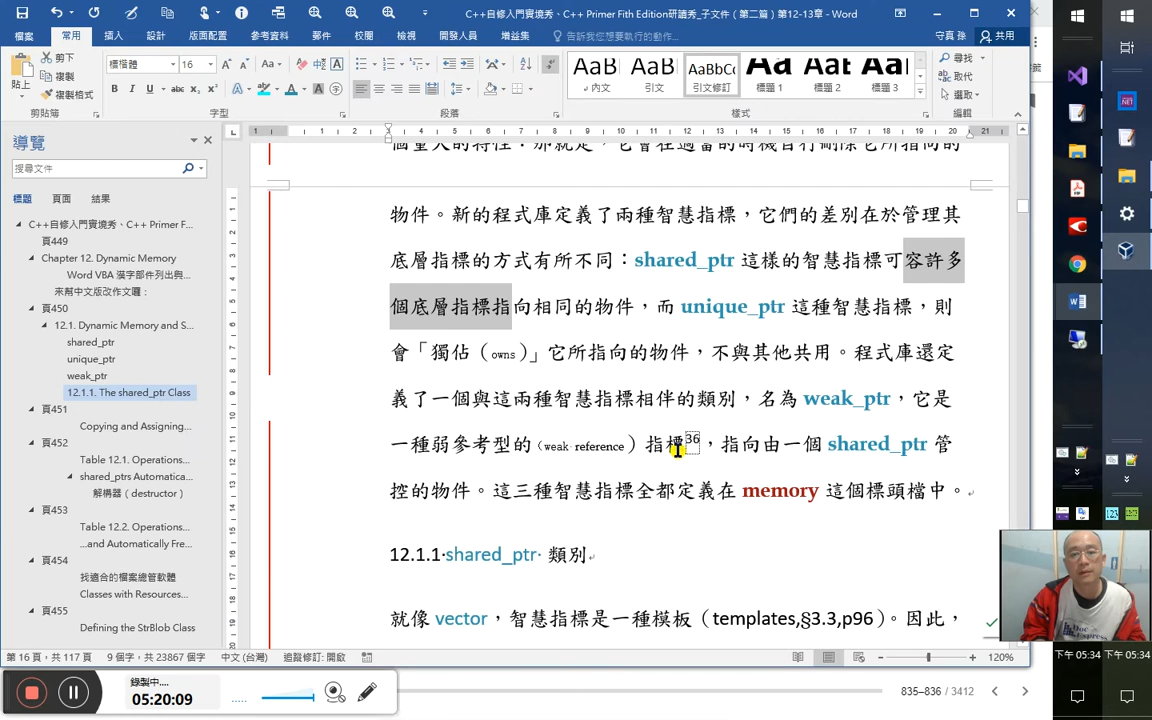 C++自修入門實境秀、C++ Primer Fith Edition研讀秀_子文件（第二篇）第12-13章 - Word
檔案 常用 插入 設計 版面配置 參考資料 郵件 校閱 檢視 開發人員 增益集 告訴我您想要執行的動作... 守真 孫 共用
貼上 剪下 複製 複製格式 剪貼簿
楷體 16 字型
段落
AaB 內文 AaB 引文 AaBbCc 引文修訂 AaB 標題 1 AaB 標題 2 AaB 標題 3 樣式
尋找 取代 選取 編輯
導覽
搜尋文件
標題 頁面 結果
C++自修入門實境秀、C++ Primer F...
頁449
Chapter 12. Dynamic Memory
Word VBA 漢字部件列出與...
來幫中文版改作文囉：
頁450
12.1. Dynamic Memory and S...
shared_ptr
unique_ptr
weak_ptr
12.1.1. The shared_ptr Class
頁451
Copying and Assigning...
頁452
Table 12.1. Operations...
shared_ptrs Automatica...
解構器（destructor）
頁453
Table 12.2. Operations...
...and Automatically Fre...
頁454
找適合的檔案總管軟體
Classes with Resources...
頁455
Defining the StrBlob Class
物件。新的程式庫定義了兩種智慧指標，它們的差別在於管理其
底層指標的方式有所不同：shared_ptr 這樣的智慧指標可容許多
個底層指標指向相同的物件，而 unique_ptr 這種智慧指標，則
會「獨佔（owns）」它所指向的物件，不與其他共用。程式庫還定
義了一個與這兩種智慧指標相伴的類別，名為 weak_ptr，它是
一種弱參考型的（weak reference）指標36，指向由一個 shared_ptr 管
控的物件。這三種智慧指標全都定義在 memory 這個標頭檔中。
12.1.1 shared_ptr 類別
就像 vector，智慧指標是一種模板（templates,§3.3,p96）。因此，
第 16 頁，共 117 頁 9 個字，共 23867 個字 中文 (台灣) 追蹤修訂: 開啟 120%
錄製中...
05:20:09
835–836 / 3412
下午 05:34 下午 05:34